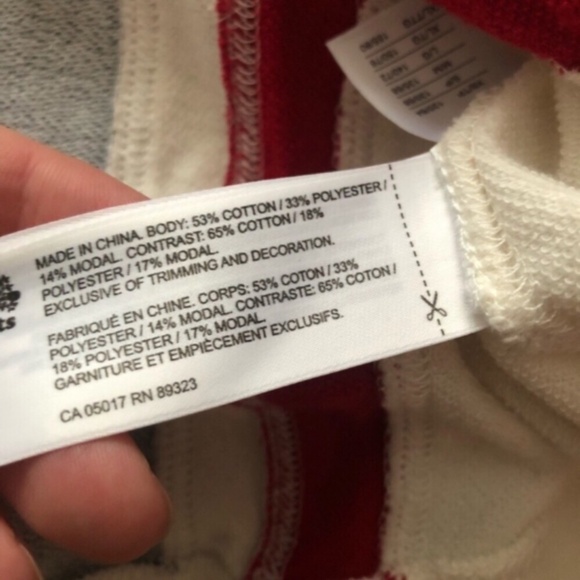 MADE IN CHINA. BODY: 53% COTTON / 33% POLYESTER /
14% MODAL. CONTRAST: 65% COTTON / 18%
POLYESTER / 17% MODAL.
EXCLUSIVE OF TRIMMING AND DECORATION.
FABRIQUÉ EN CHINE. CORPS: 53% COTON / 33%
POLYESTER / 14% MODAL. CONTRASTE: 65% COTON /
18% POLYESTER / 17% MODAL.
GARNITURE ET EMPIÈCEMENT EXCLUSIFS.
CA 05017 RN 89323